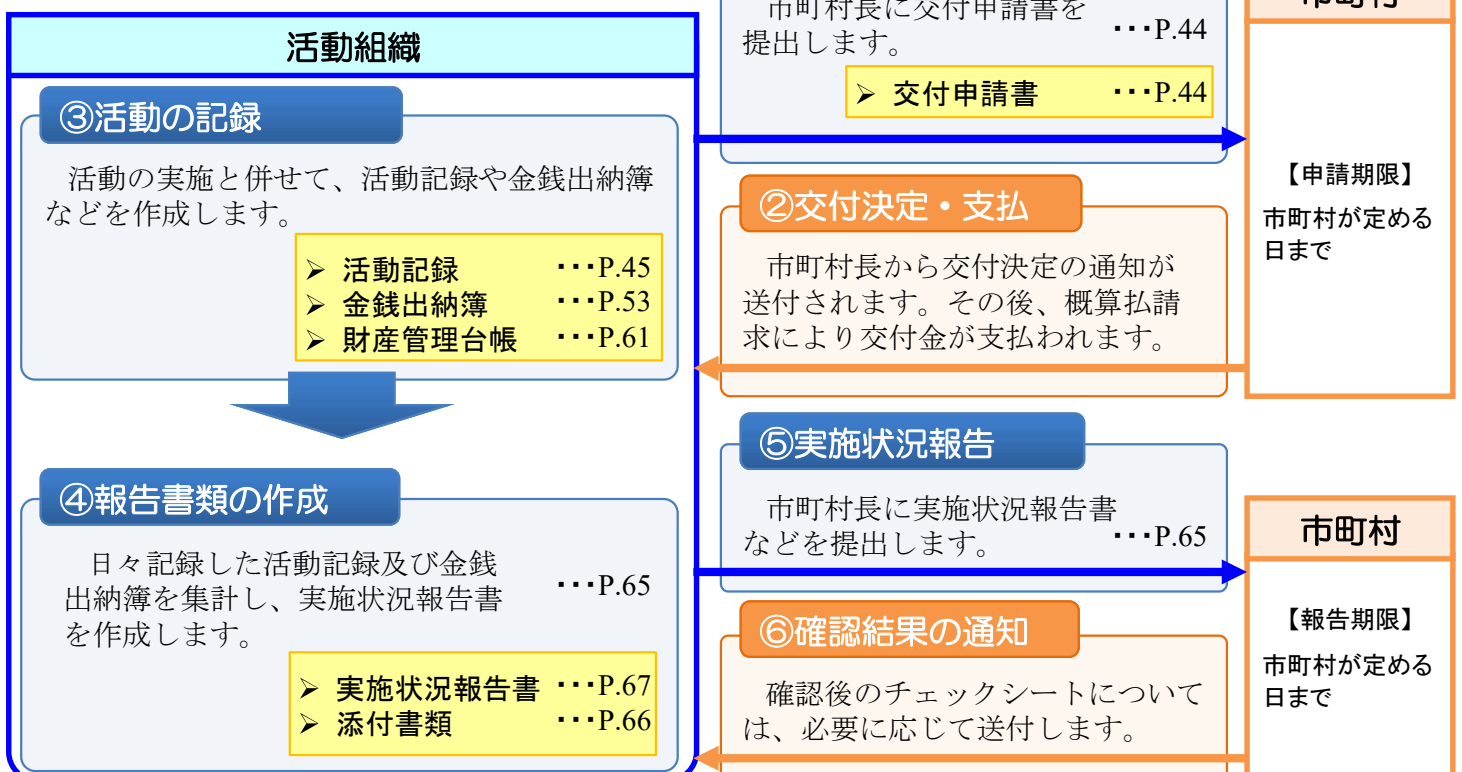 活動組織
③活動の記録
活動の実施と併せて、活動記録や金銭出納簿
などを作成します。
➢ 活動記録 ･･･P.45
➢ 金銭出納簿 ･･･P.53
➢ 財産管理台帳 ･･･P.61
④報告書類の作成
日々記録した活動記録及び金銭
出納簿を集計し、実施状況報告書
を作成します。
･･･P.65
➢ 実施状況報告書 ･･･P.67
➢ 添付書類 ･･･P.66
市町村長に交付申請書を
提出します。
･･･P.44
➢ 交付申請書 ･･･P.44
②交付決定・支払
市町村長から交付決定の通知が
送付されます。その後、概算払請
求により交付金が支払われます。
⑤実施状況報告
市町村長に実施状況報告書
などを提出します。
･･･P.65
⑥確認結果の通知
確認後のチェックシートについて
は、必要に応じて送付します。
市町村
【申請期限】
市町村が定める
日まで
市町村
【報告期限】
市町村が定める
日まで